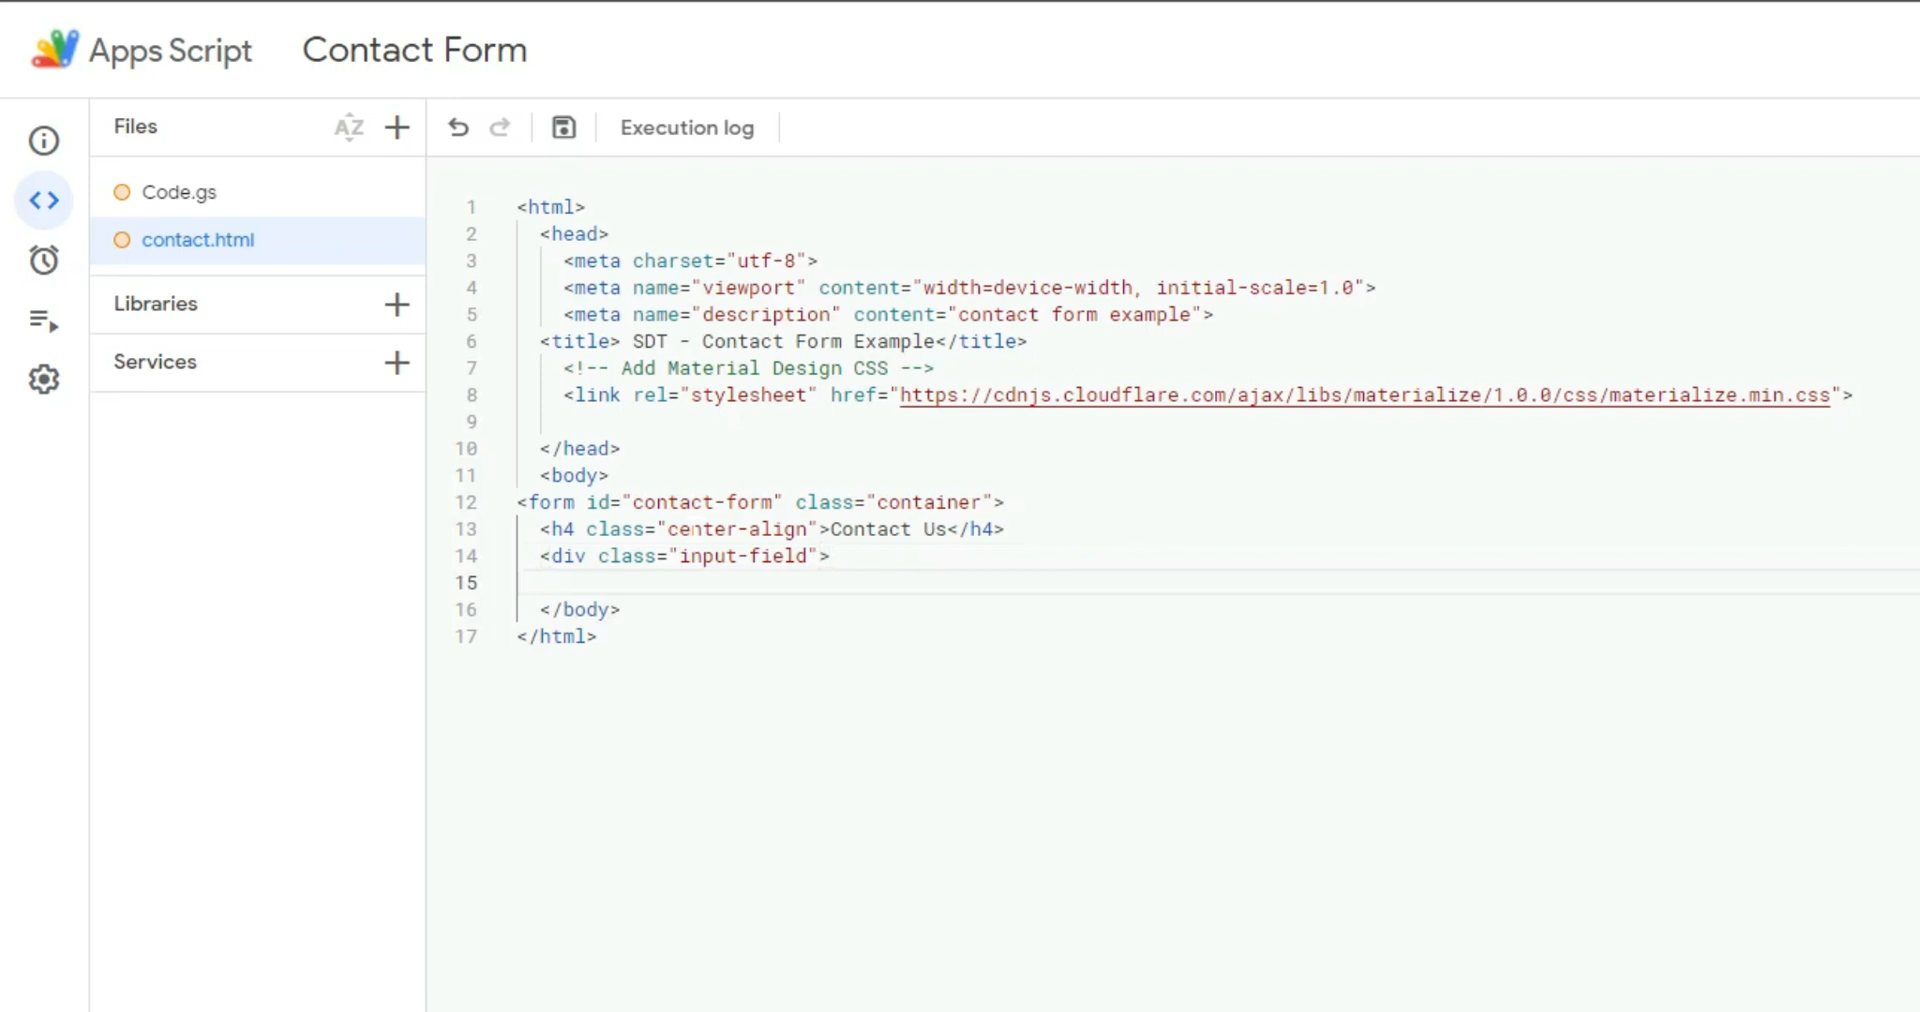 Apps Script Contact Form
Files AZ
Execution log
Code.gs
contact.html
Libraries
Services
1 <html>
2 <head>
3 <meta charset="utf-8">
4 <meta name="viewport" content="width=device-width, initial-scale=1.0">
5 <meta name="description" content="contact form example">
6 <title> SDT - Contact Form Example</title>
7 <!-- Add Material Design CSS -->
8 <link rel="stylesheet" href="https://cdnjs.cloudflare.com/ajax/libs/materialize/1.0.0/css/materialize.min.css">
9
10 </head>
11 <body>
12 <form id="contact-form" class="container">
13 <h4 class="center-align">Contact Us</h4>
14 <div class="input-field">
15
16 </body>
17 </html>